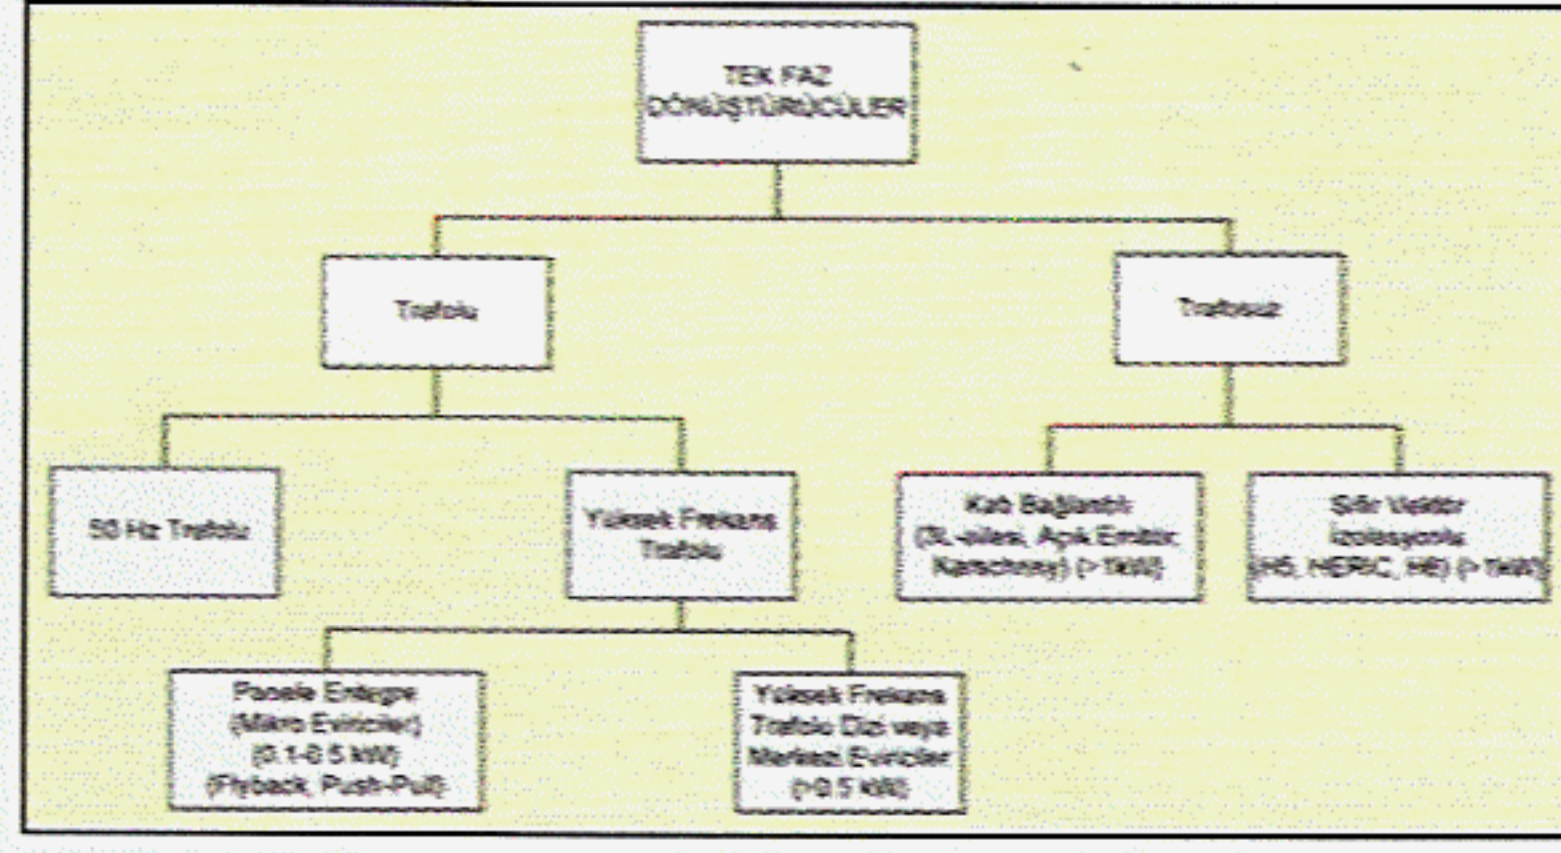 TEK FAZ
DÖNÜŞTÜRÜCÜLER
Trafolu
Trafosuz
50 Hz Trafolu
Yüksek Frekans
Trafolu
Katı Bağlantılı
(3L-ailesi, Açık Emitör,
Karschnny) (>1kW)
Sıfır Vektör
İzolasyonlu
(H5, HERIC, H6) (>1kW)
Panele Entegre
(Mikro Eviriciler)
(0.1-0.5 kW)
(Flyback, Push-Pull)
Yüksek Frekans
Trafolu Dizi veya
Merkezi Eviriciler
(>0.5 kW)